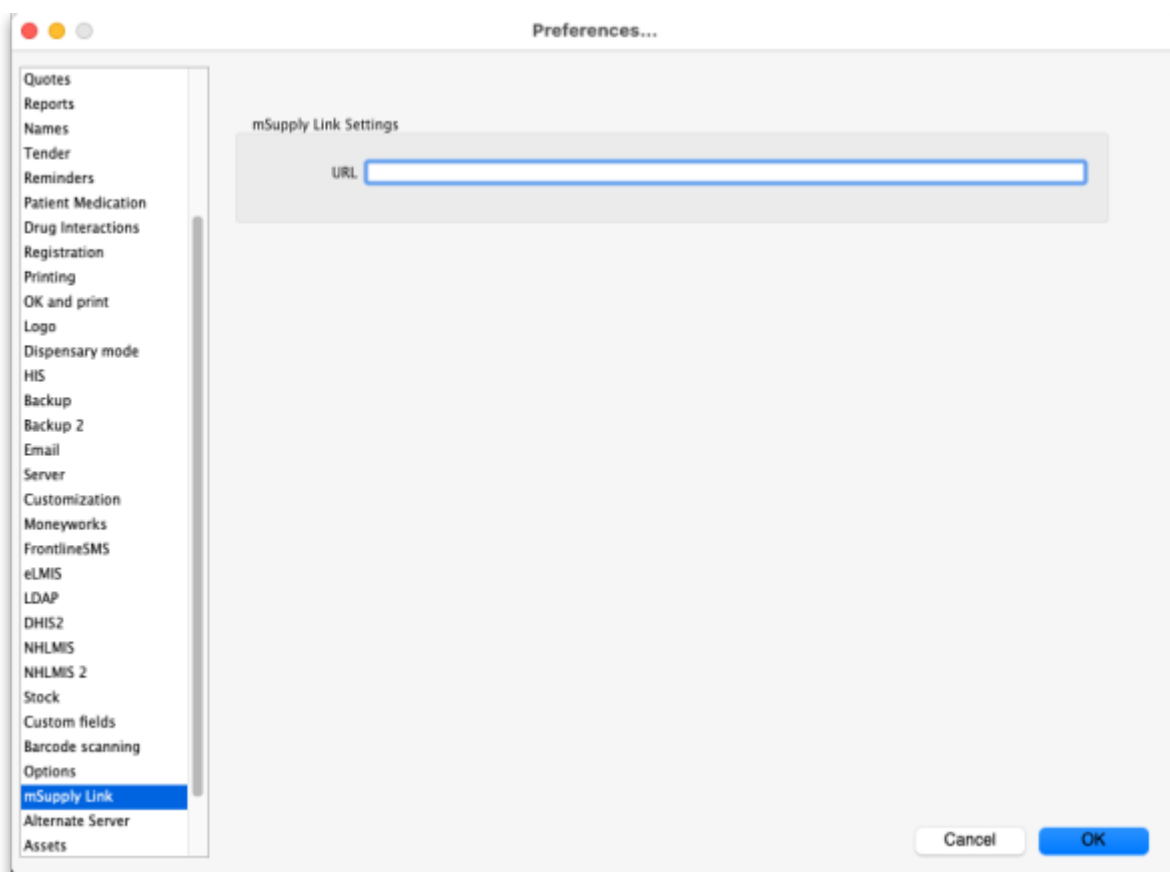 Preferences...
Quotes
Reports
Names
Tender
Reminders
Patient Medication
Drug Interactions
Registration
Printing
OK and print
Logo
Dispensary mode
HIS
Backup
Backup 2
Email
Server
Customization
Moneyworks
FrontlineSMS
eLMIS
LDAP
DHIS2
NHLMIS
NHLMIS 2
Stock
Custom fields
Barcode scanning
Options
mSupply Link
Alternate Server
Assets
mSupply Link Settings
URL
Cancel
OK